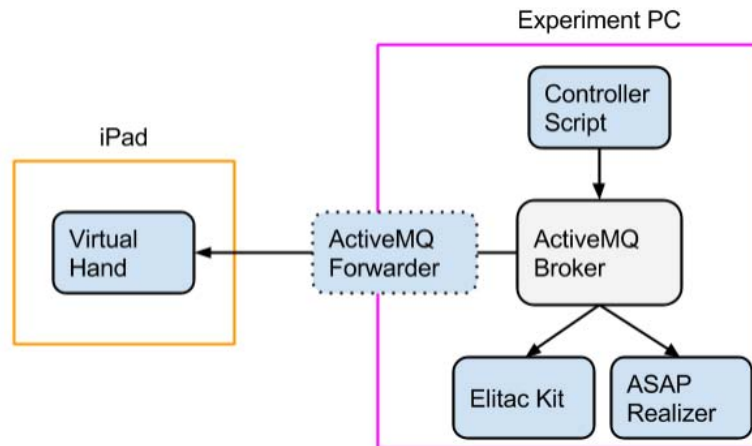 Experiment PC
Controller
Script
iPad
Virtual
Hand
ActiveMQ
Forwarder
ActiveMQ
Broker
Elitac Kit
ASAP
Realizer